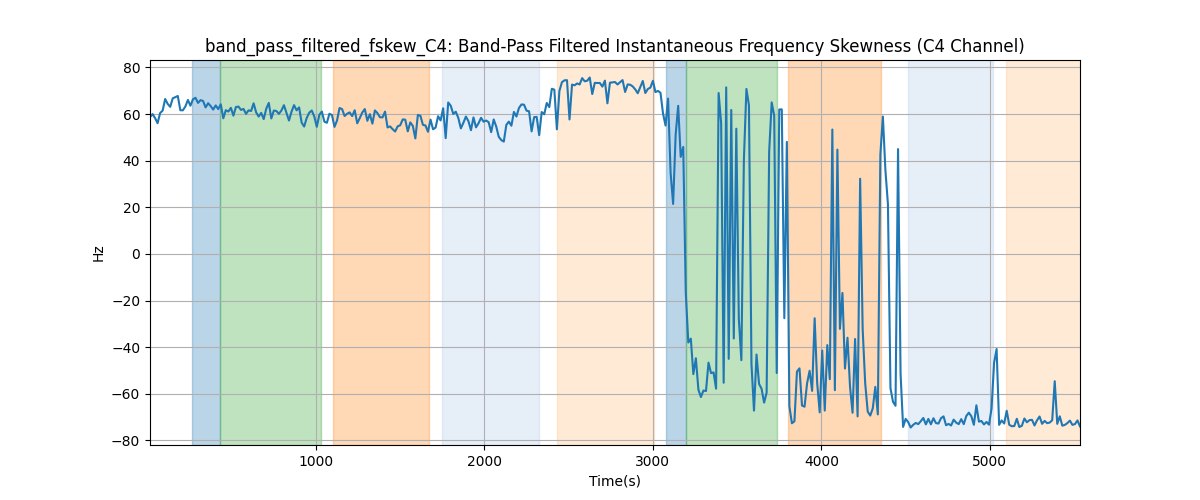 band_pass_filtered_fskew_C4: Band-Pass Filtered Instantaneous Frequency Skewness (C4 Channel)
80
60
40
20
0
−20
−40
−60
−80
Hz
1000 2000 3000 4000 5000
Time(s)